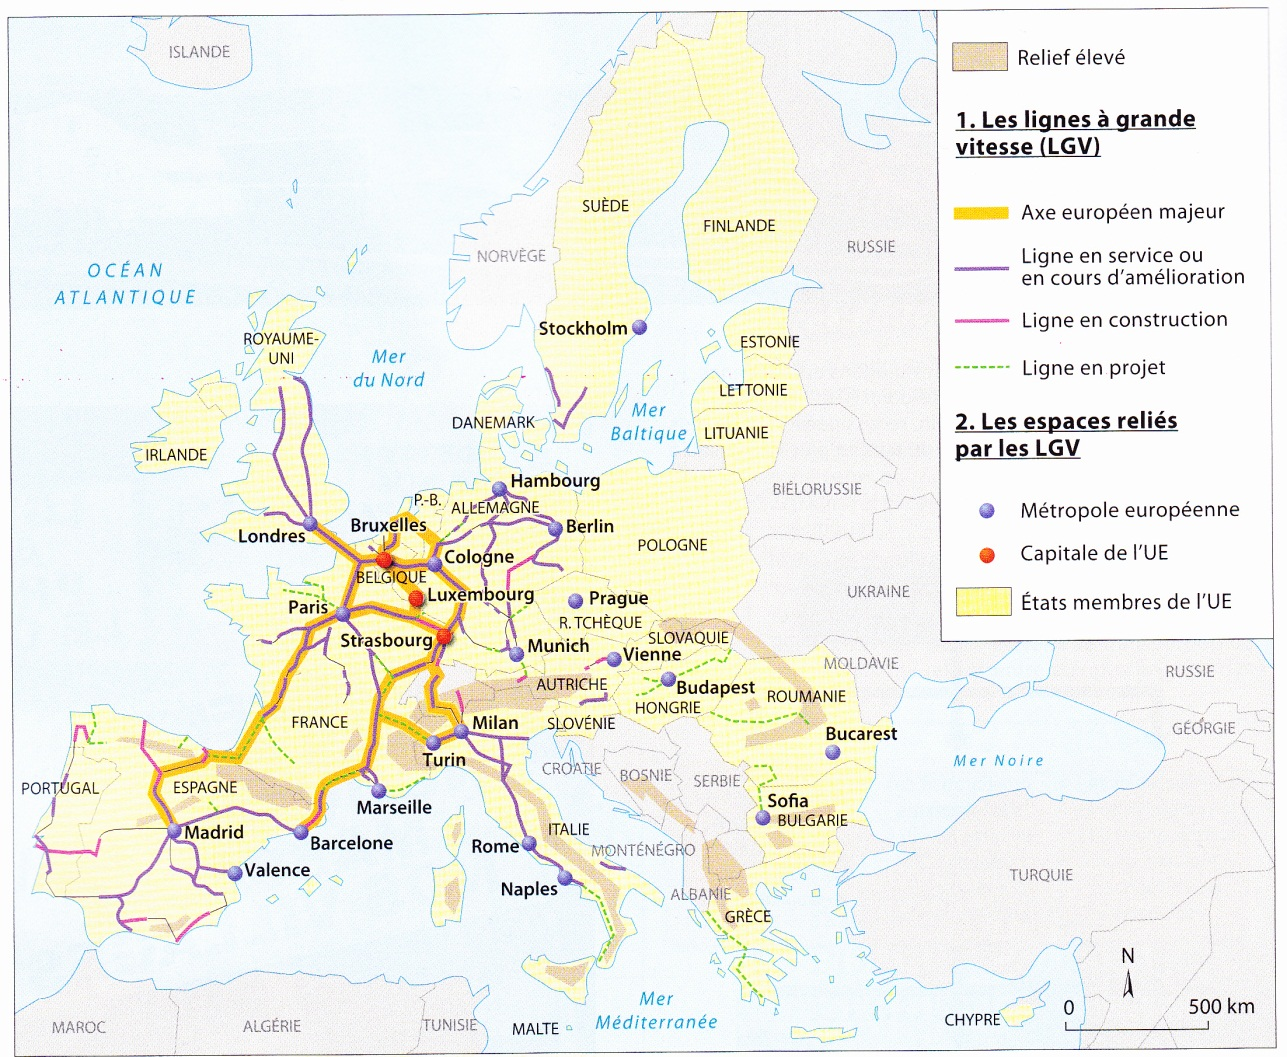 ISLANDE
OCÉAN
ATLANTIQUE
ROYAUME-
UNI
IRLANDE
Mer
du Nord
NORVÈGE
SUÈDE
FINLANDE
RUSSIE
Stockholm
ESTONIE
LETTONIE
LITUANIE
Mer
Baltique
DANEMARK
BIÉLORUSSIE
Hambourg
P.-B.
ALLEMAGNE
Berlin
Londres
Bruxelles
Cologne
POLOGNE
BELGIQUE
Luxembourg
Paris
Prague
R. TCHÈQUE
UKRAINE
Strasbourg
Munich
SLOVAQUIE
Vienne
MOLDAVIE
AUTRICHE
Budapest
ROUMANIE
HONGRIE
FRANCE
Milan
SLOVÉNIE
Bucarest
Turin
CROATIE
BOSNIE
SERBIE
Mer Noire
RUSSIE
GÉORGIE
PORTUGAL
ESPAGNE
Marseille
Sofia
BULGARIE
Madrid
Barcelone
ITALIE
Rome
MONTÉNÉGRO
Valence
Naples
ALBANIE
GRÈCE
TURQUIE
MAROC
ALGÉRIE
TUNISIE
MALTE
Mer
Méditerranée
CHYPRE
N
0
500 km
Relief élevé
1. Les lignes à grande
vitesse (LGV)
Axe européen majeur
Ligne en service ou
en cours d'amélioration
Ligne en construction
Ligne en projet
2. Les espaces reliés
par les LGV
Métropole européenne
Capitale de l'UE
États membres de l'UE